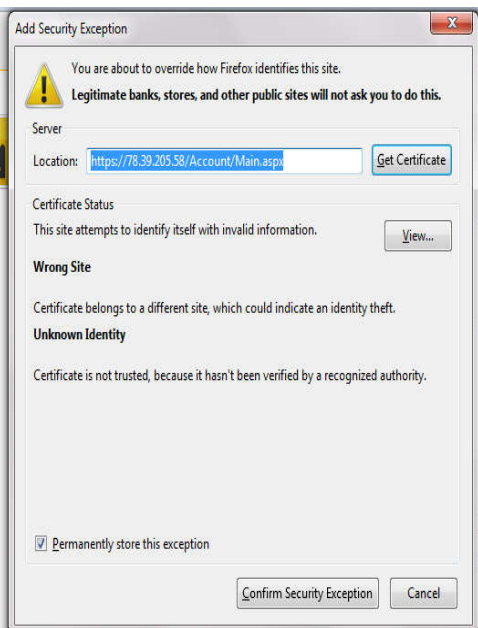 Add Security Exception
You are about to override how Firefox identifies this site.
Legitimate banks, stores, and other public sites will not ask you to do this.
Server
Location: https://78.39.205.58/Account/Main.aspx Get Certificate
Certificate Status
This site attempts to identify itself with invalid information. View...
Wrong Site
Certificate belongs to a different site, which could indicate an identity theft.
Unknown Identity
Certificate is not trusted, because it hasn't been verified by a recognized authority.
Permanently store this exception
Confirm Security Exception Cancel